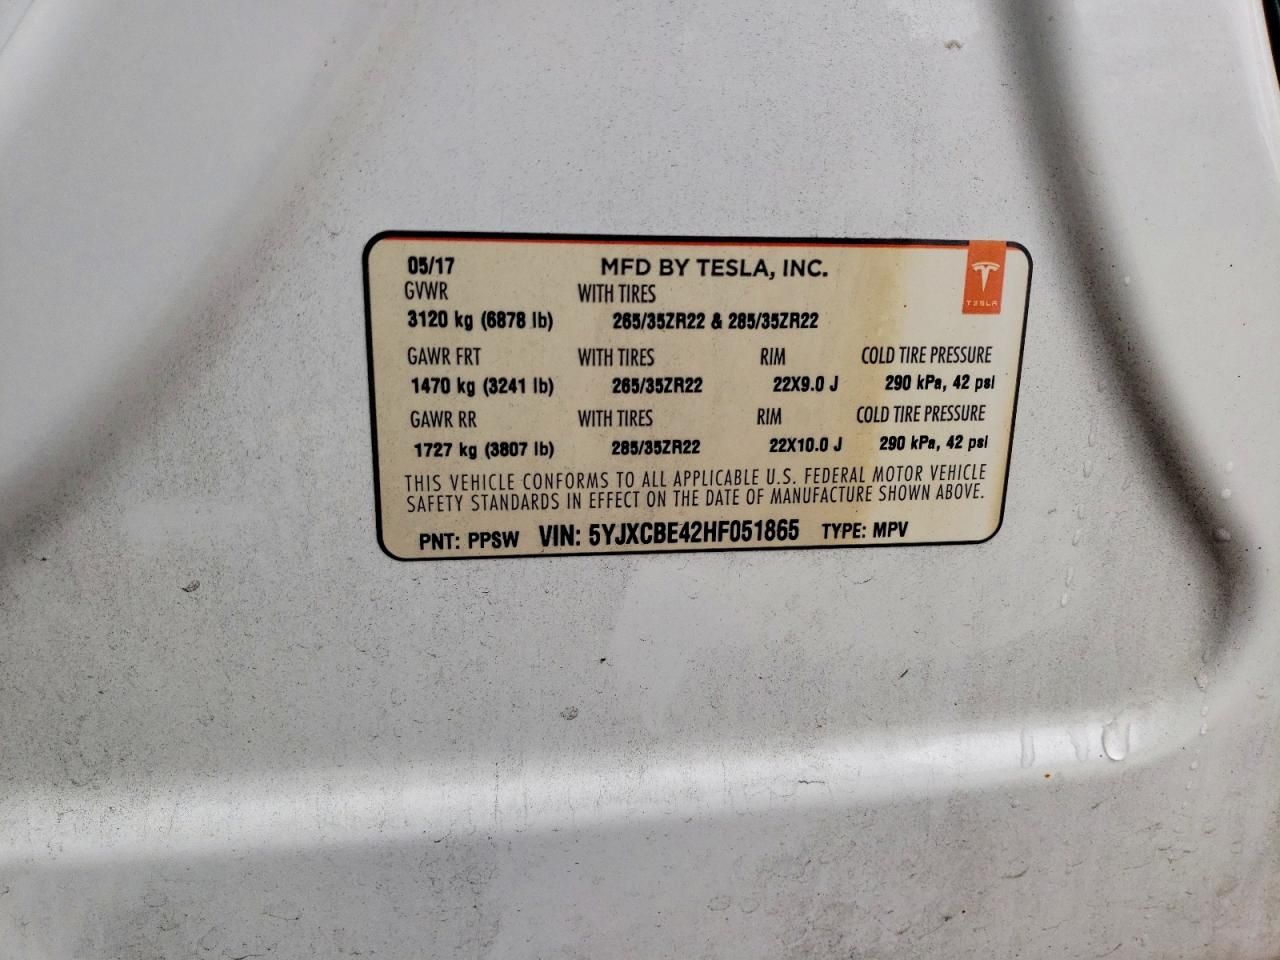 05/17 MFD BY TESLA, INC.
GVWR WITH TIRES
3120 kg (6878 lb) 265/35ZR22 & 285/35ZR22
TESLA
GAWR FRT WITH TIRES RIM COLD TIRE PRESSURE
1470 kg (3241 lb) 265/35ZR22 22X9.0 J 290 kPa, 42 psi
GAWR RR WITH TIRES RIM COLD TIRE PRESSURE
1727 kg (3807 lb) 285/35ZR22 22X10.0 J 290 kPa, 42 psi
THIS VEHICLE CONFORMS TO ALL APPLICABLE U.S. FEDERAL MOTOR VEHICLE
SAFETY STANDARDS IN EFFECT ON THE DATE OF MANUFACTURE SHOWN ABOVE.
PNT: PPSW VIN: 5YJXCBE42HF051865 TYPE: MPV